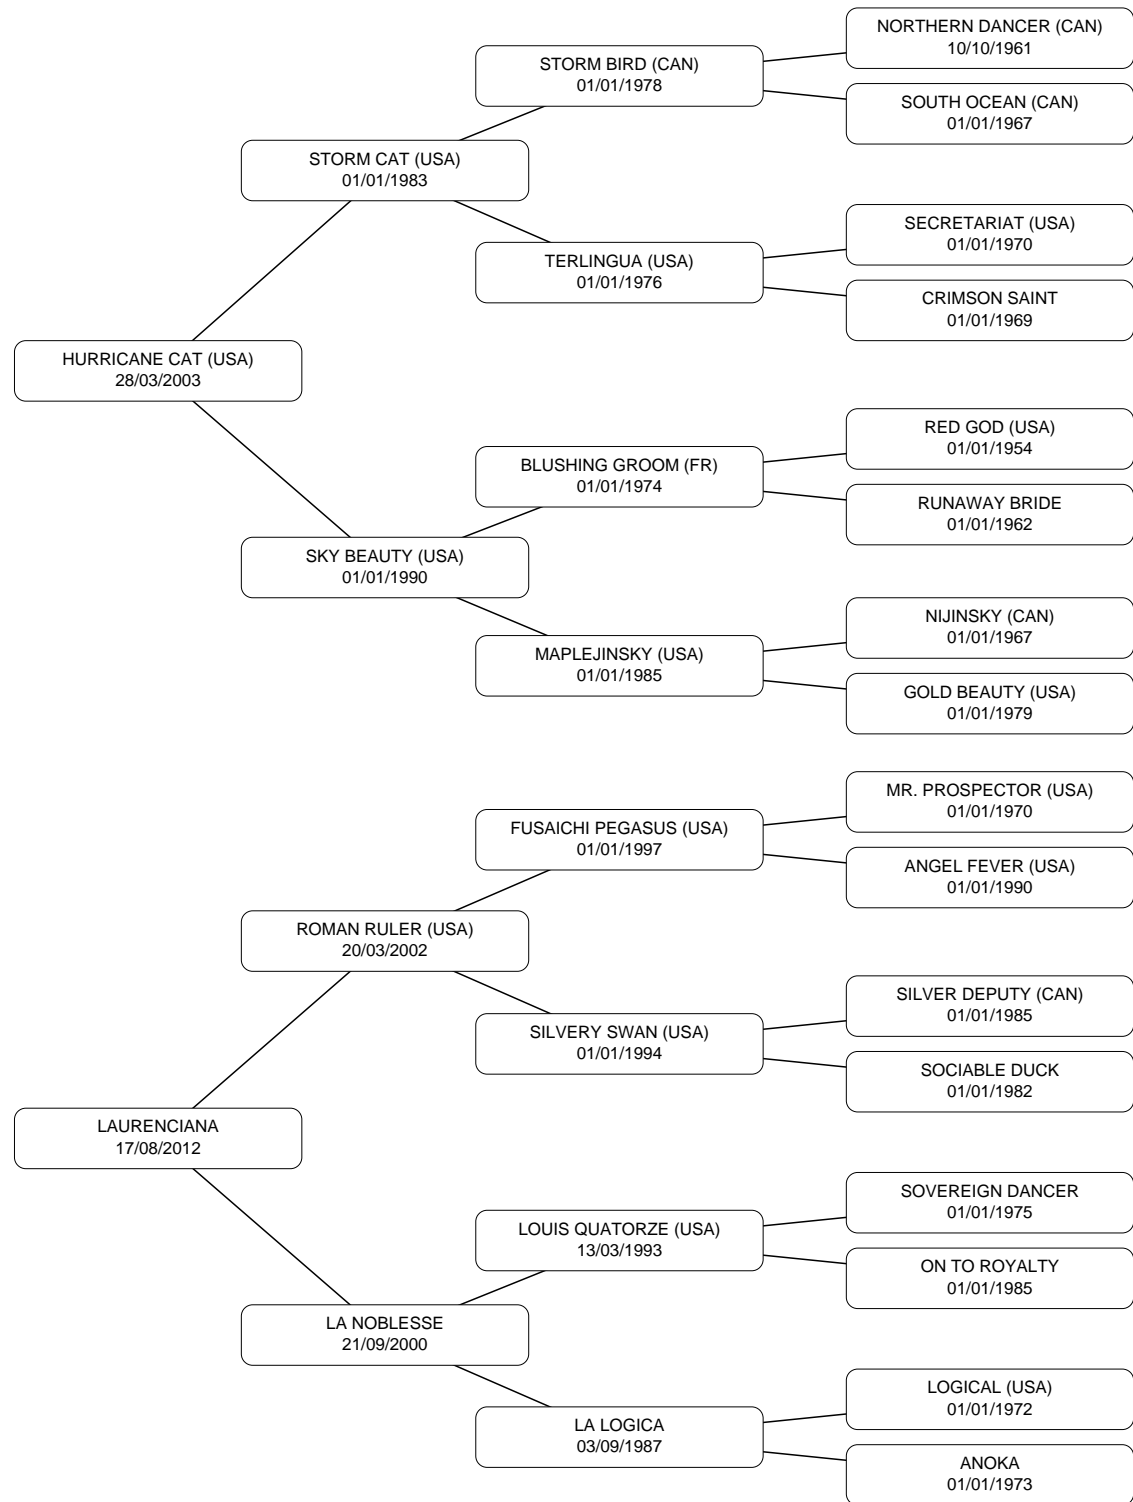 NORTHERN DANCER (CAN)
10/10/1961
STORM BIRD (CAN)
01/01/1978
SOUTH OCEAN (CAN)
01/01/1967
STORM CAT (USA)
01/01/1983
SECRETARIAT (USA)
01/01/1970
TERLINGUA (USA)
01/01/1976
CRIMSON SAINT
01/01/1969
HURRICANE CAT (USA)
28/03/2003
RED GOD (USA)
01/01/1954
BLUSHING GROOM (FR)
01/01/1974
RUNAWAY BRIDE
01/01/1962
SKY BEAUTY (USA)
01/01/1990
NIJINSKY (CAN)
01/01/1967
MAPLEJINSKY (USA)
01/01/1985
GOLD BEAUTY (USA)
01/01/1979
MR. PROSPECTOR (USA)
01/01/1970
FUSAICHI PEGASUS (USA)
01/01/1997
ANGEL FEVER (USA)
01/01/1990
ROMAN RULER (USA)
20/03/2002
SILVER DEPUTY (CAN)
01/01/1985
SILVERY SWAN (USA)
01/01/1994
SOCIABLE DUCK
01/01/1982
LAURENCIANA
17/08/2012
SOVEREIGN DANCER
01/01/1975
LOUIS QUATORZE (USA)
13/03/1993
ON TO ROYALTY
01/01/1985
LA NOBLESSE
21/09/2000
LOGICAL (USA)
01/01/1972
LA LOGICA
03/09/1987
ANOKA
01/01/1973